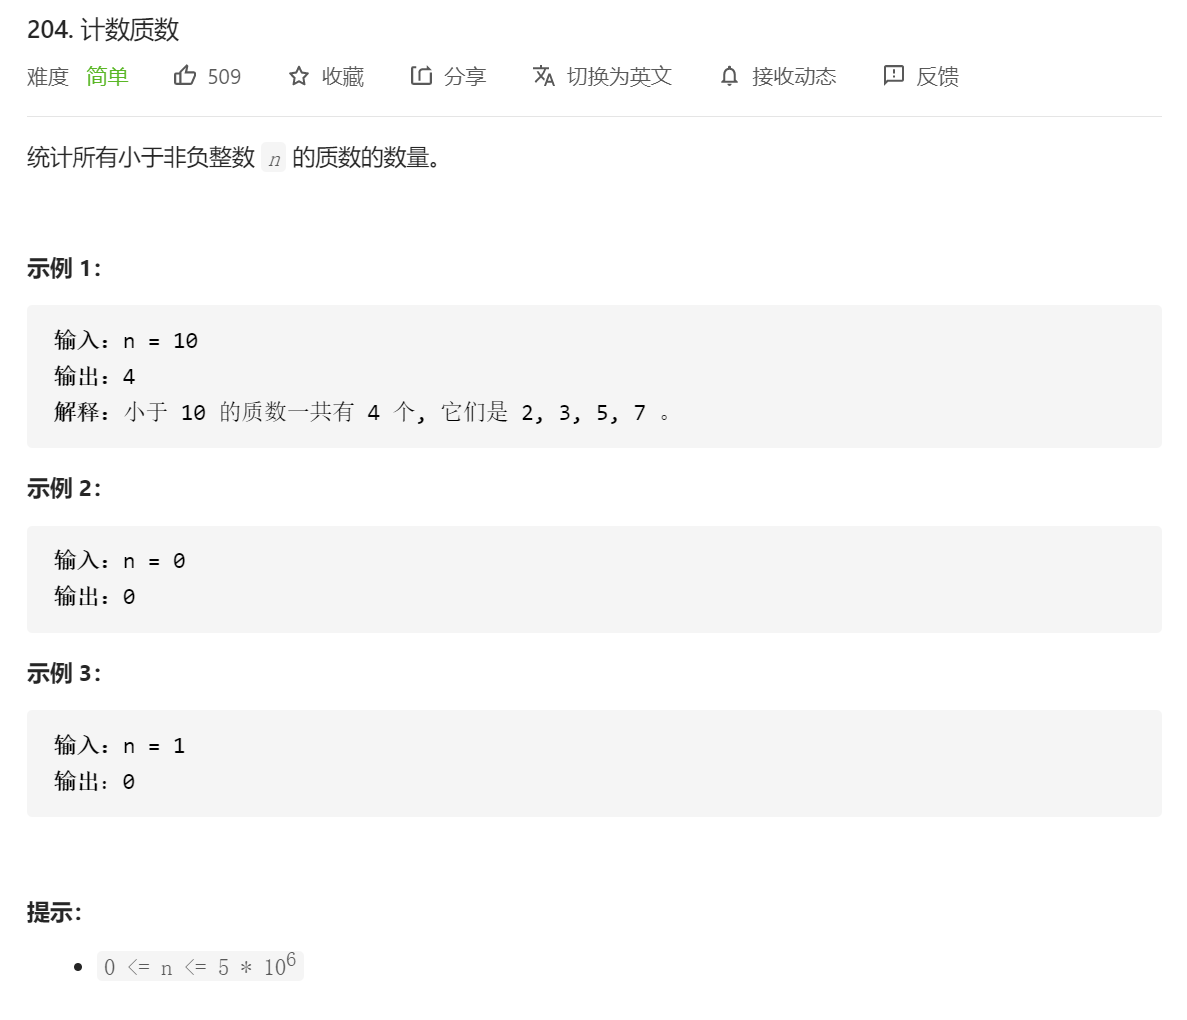 204. 计数质数
难度 简单 509 收藏 分享 切换为英文 接收动态 反馈
统计所有小于非负整数 n 的质数的数量。
示例 1：
输入：n = 10
输出：4
解释：小于 10 的质数一共有 4 个, 它们是 2, 3, 5, 7 。
示例 2：
输入：n = 0
输出：0
示例 3：
输入：n = 1
输出：0
提示：
0 <= n <= 5 * 10⁶